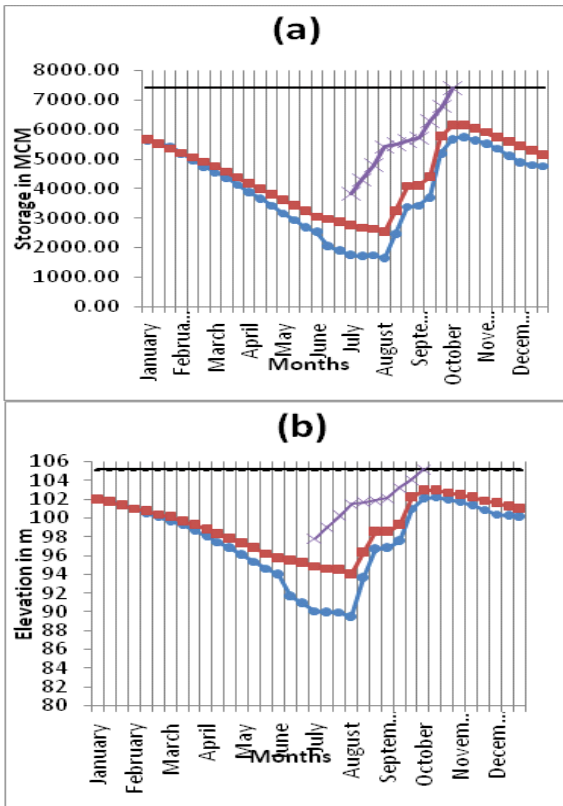 (a)
Storage in MCM
8000.00
7000.00
6000.00
5000.00
4000.00
3000.00
2000.00
1000.00
0.00
January
Februa...
March
April
May
June
July
August
Septe...
October
Nove...
Decem...
Months
(b)
Elevation in m
106
104
102
100
98
96
94
92
90
88
86
84
82
80
January
February
March
April
May
June
July
August
Septem...
October
Novem...
Decem...
Months